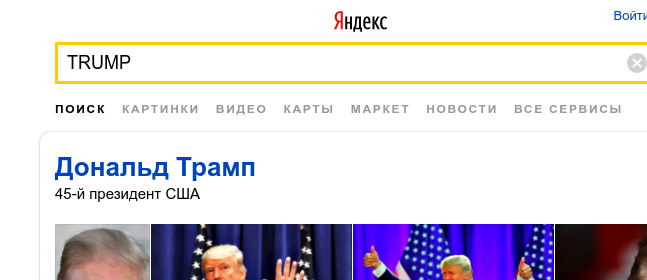 Яндекс
Войти
TRUMP
ПОИСК КАРТИНКИ ВИДЕО КАРТЫ МАРКЕТ НОВОСТИ ВСЕ СЕРВИСЫ
Дональд Трамп
45-й президент США